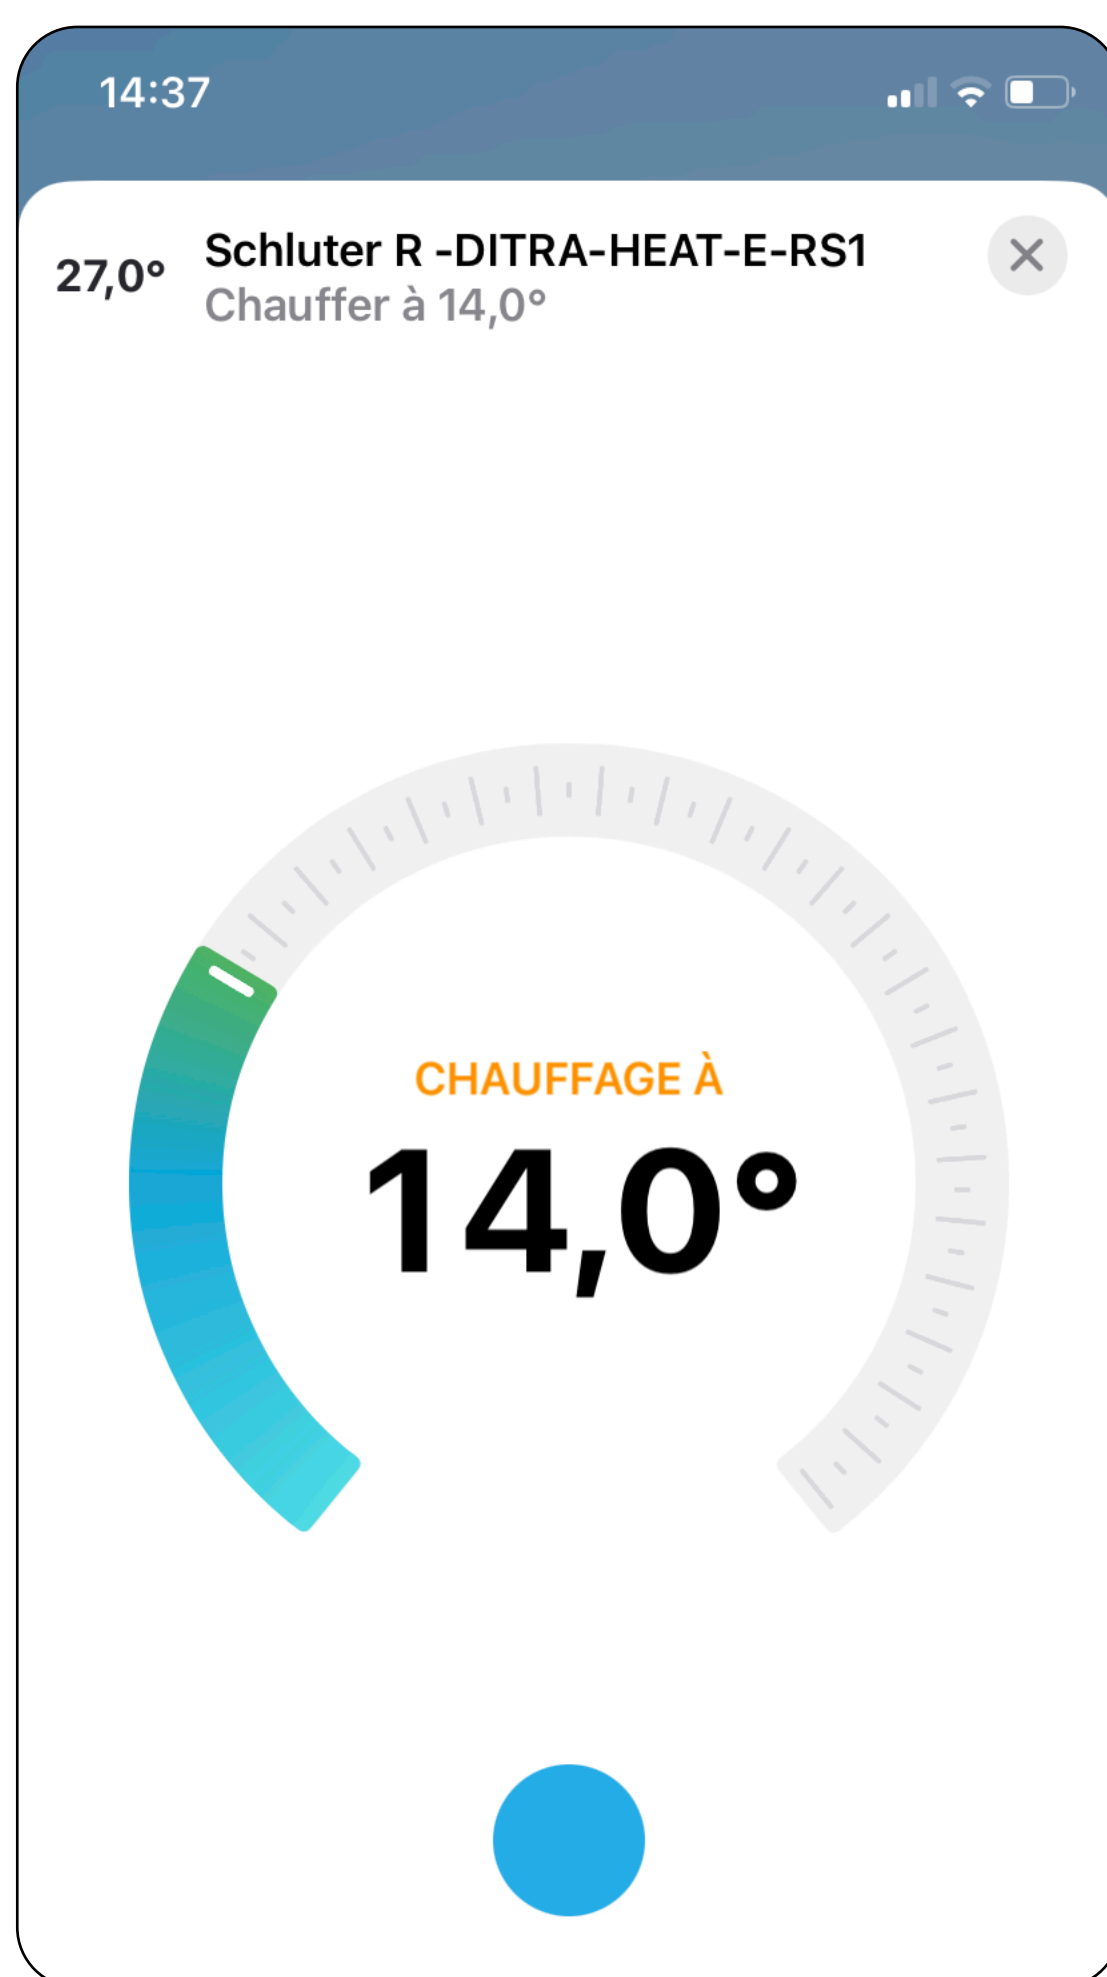 14:37
27,0°
Schluter R -DITRA-HEAT-E-RS1
Chauffer à 14,0°
CHAUFFAGE À
14,0°